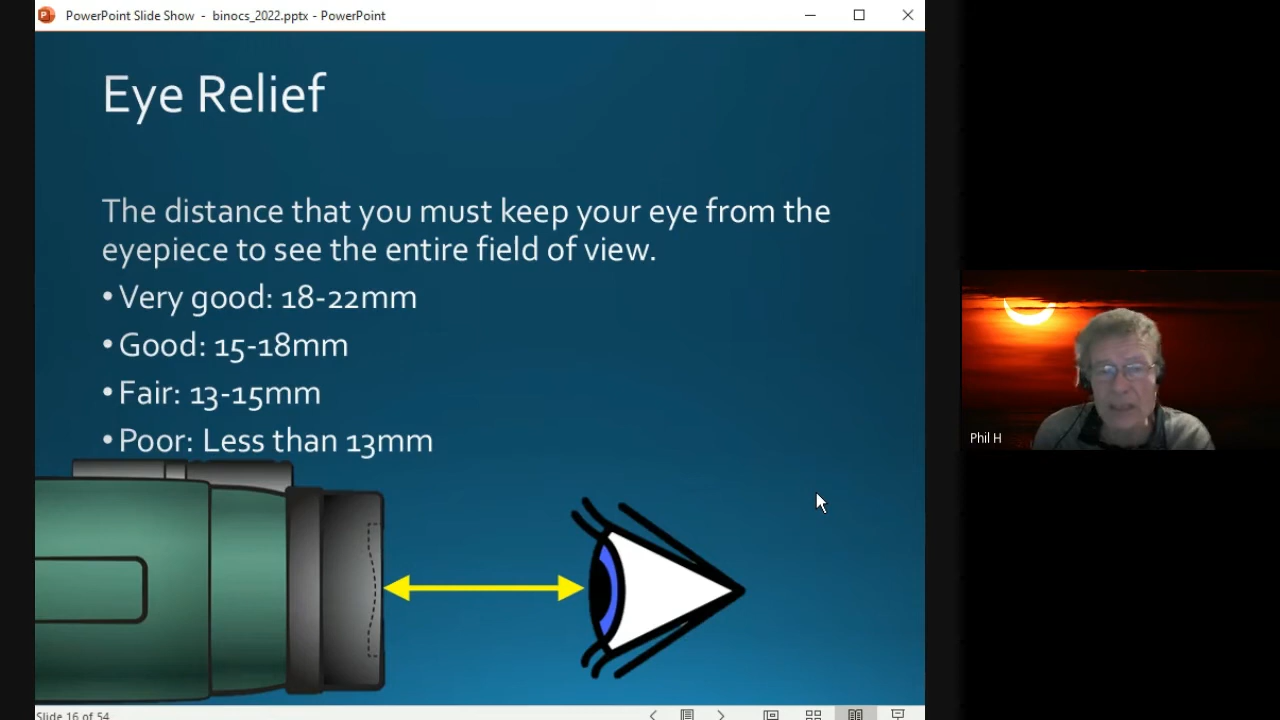 PowerPoint Slide Show - binocs_2022.pptx - PowerPoint
Eye Relief
The distance that you must keep your eye from the
eyepiece to see the entire field of view.
•Very good: 18-22mm
•Good: 15-18mm
•Fair: 13-15mm
•Poor: Less than 13mm
Phil H
Slide 16 of 54